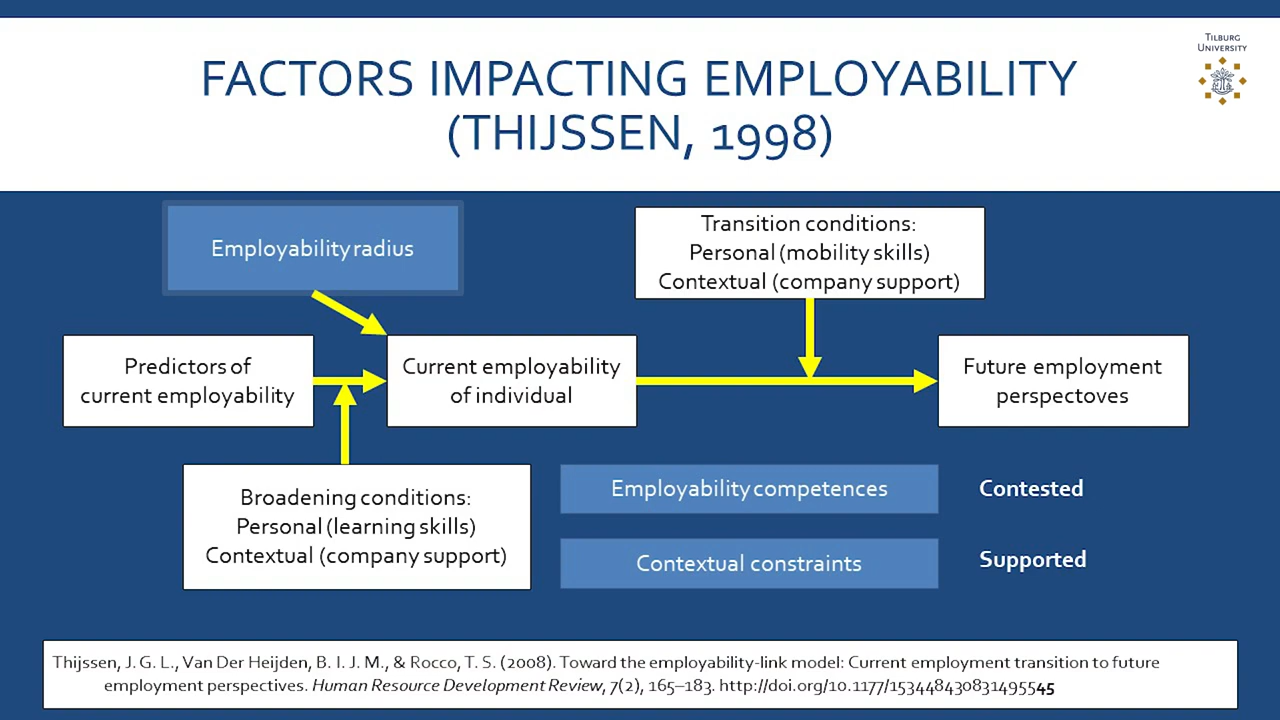 TILBURG
UNIVERSITY
FACTORS IMPACTING EMPLOYABILITY
(THIJSSEN, 1998)
Employability radius
Transition conditions:
Personal (mobility skills)
Contextual (company support)
Predictors of
current employability
Current employability
of individual
Future employment
perspectoves
Broadening conditions:
Personal (learning skills)
Contextual (company support)
Employability competences
Contested
Contextual constraints
Supported
Thijssen, J. G. L., Van Der Heijden, B. I. J. M., & Rocco, T. S. (2008). Toward the employability-link model: Current employment transition to future
employment perspectives. Human Resource Development Review, 7(2), 165–183. http://doi.org/10.1177/153448430831495545